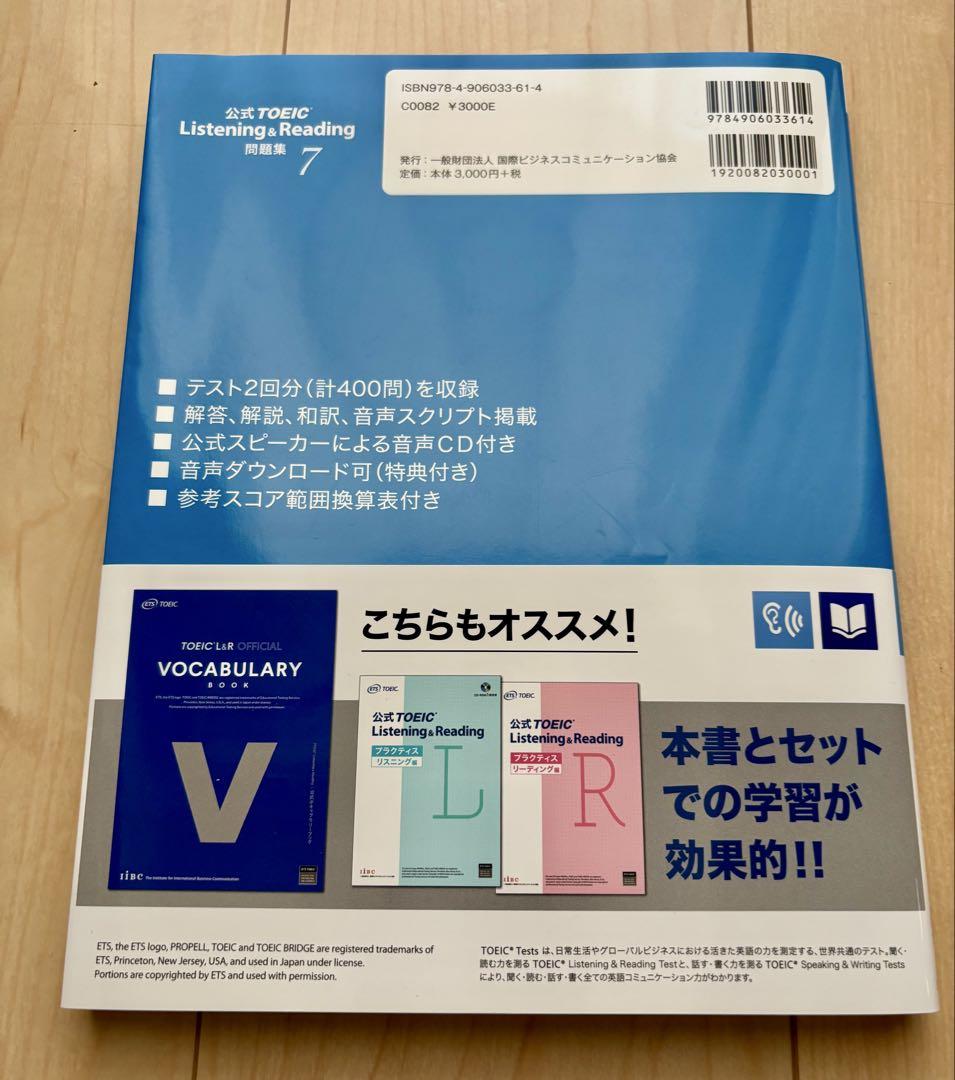 公式 TOEIC®
Listening & Reading
問題集 7
ISBN978-4-906033-61-4
C0082 ¥3000E
発行：一般財団法人 国際ビジネスコミュニケーション協会
定価：本体 3,000円+税
9784906033614
1920082030001
■ テスト2回分（計400問）を収録
■ 解答、解説、和訳、音声スクリプト掲載
■ 公式スピーカーによる音声CD付き
■ 音声ダウンロード可（特典付き）
■ 参考スコア範囲換算表付き
こちらもオススメ！
ETS TOEIC
TOEIC® L&R OFFICIAL
VOCABULARY
BOOK
V
IIBC The Institute for International Business Communication
ETS TOEIC
公式 TOEIC®
Listening & Reading
プラクティス
リスニング編
L
IIBC
ETS TOEIC
公式 TOEIC®
Listening & Reading
プラクティス
リーディング編
R
IIBC
本書とセット
での学習が
効果的！！
ETS, the ETS logo, PROPELL, TOEIC and TOEIC BRIDGE are registered trademarks of
ETS, Princeton, New Jersey, USA, and used in Japan under license.
Portions are copyrighted by ETS and used with permission.
TOEIC® Tests は、日常生活やグローバルビジネスにおける活きた英語の力を測定する、世界共通のテスト。聞く・
読む力を測る TOEIC® Listening & Reading Testと、話す・書く力を測る TOEIC® Speaking & Writing Tests
により、聞く・読む・話す・書く全ての英語コミュニケーション力がわかります。